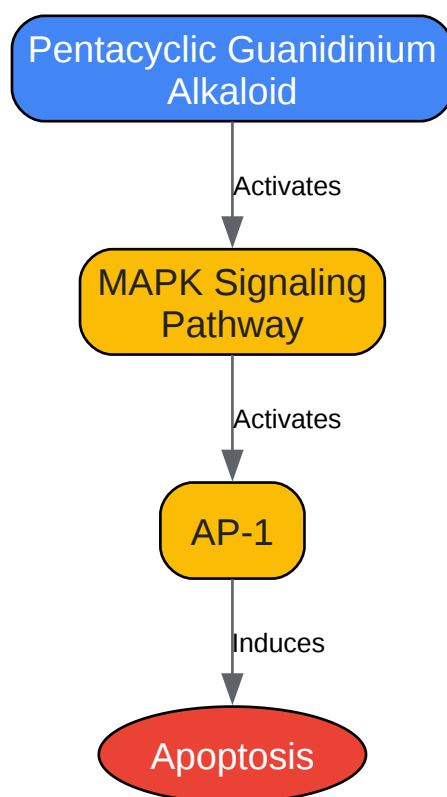 Pentacyclic Guanidinium
Alkaloid
Activates
MAPK Signaling
Pathway
Activates
AP-1
Induces
Apoptosis